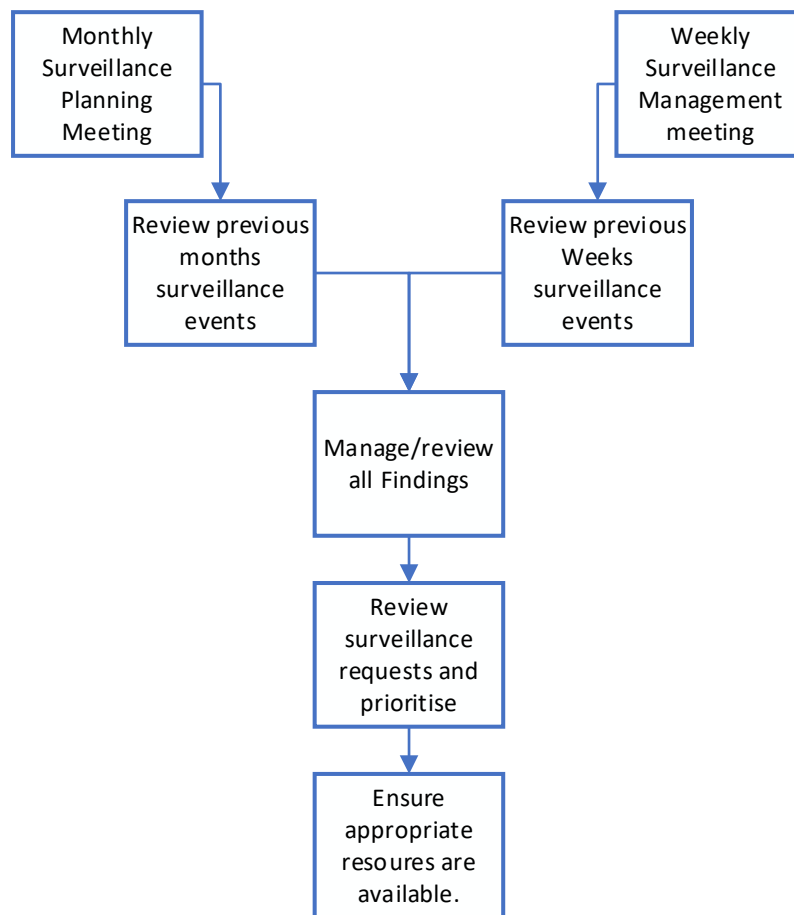 Monthly
Surveillance
Planning
Meeting
Weekly
Surveillance
Management
meeting
Review previous
months
surveillance
events
Review previous
Weeks
surveillance
events
Manage/review
all Findings
Review
surveillance
requests and
prioritise
Ensure
appropriate
resoures are
available.